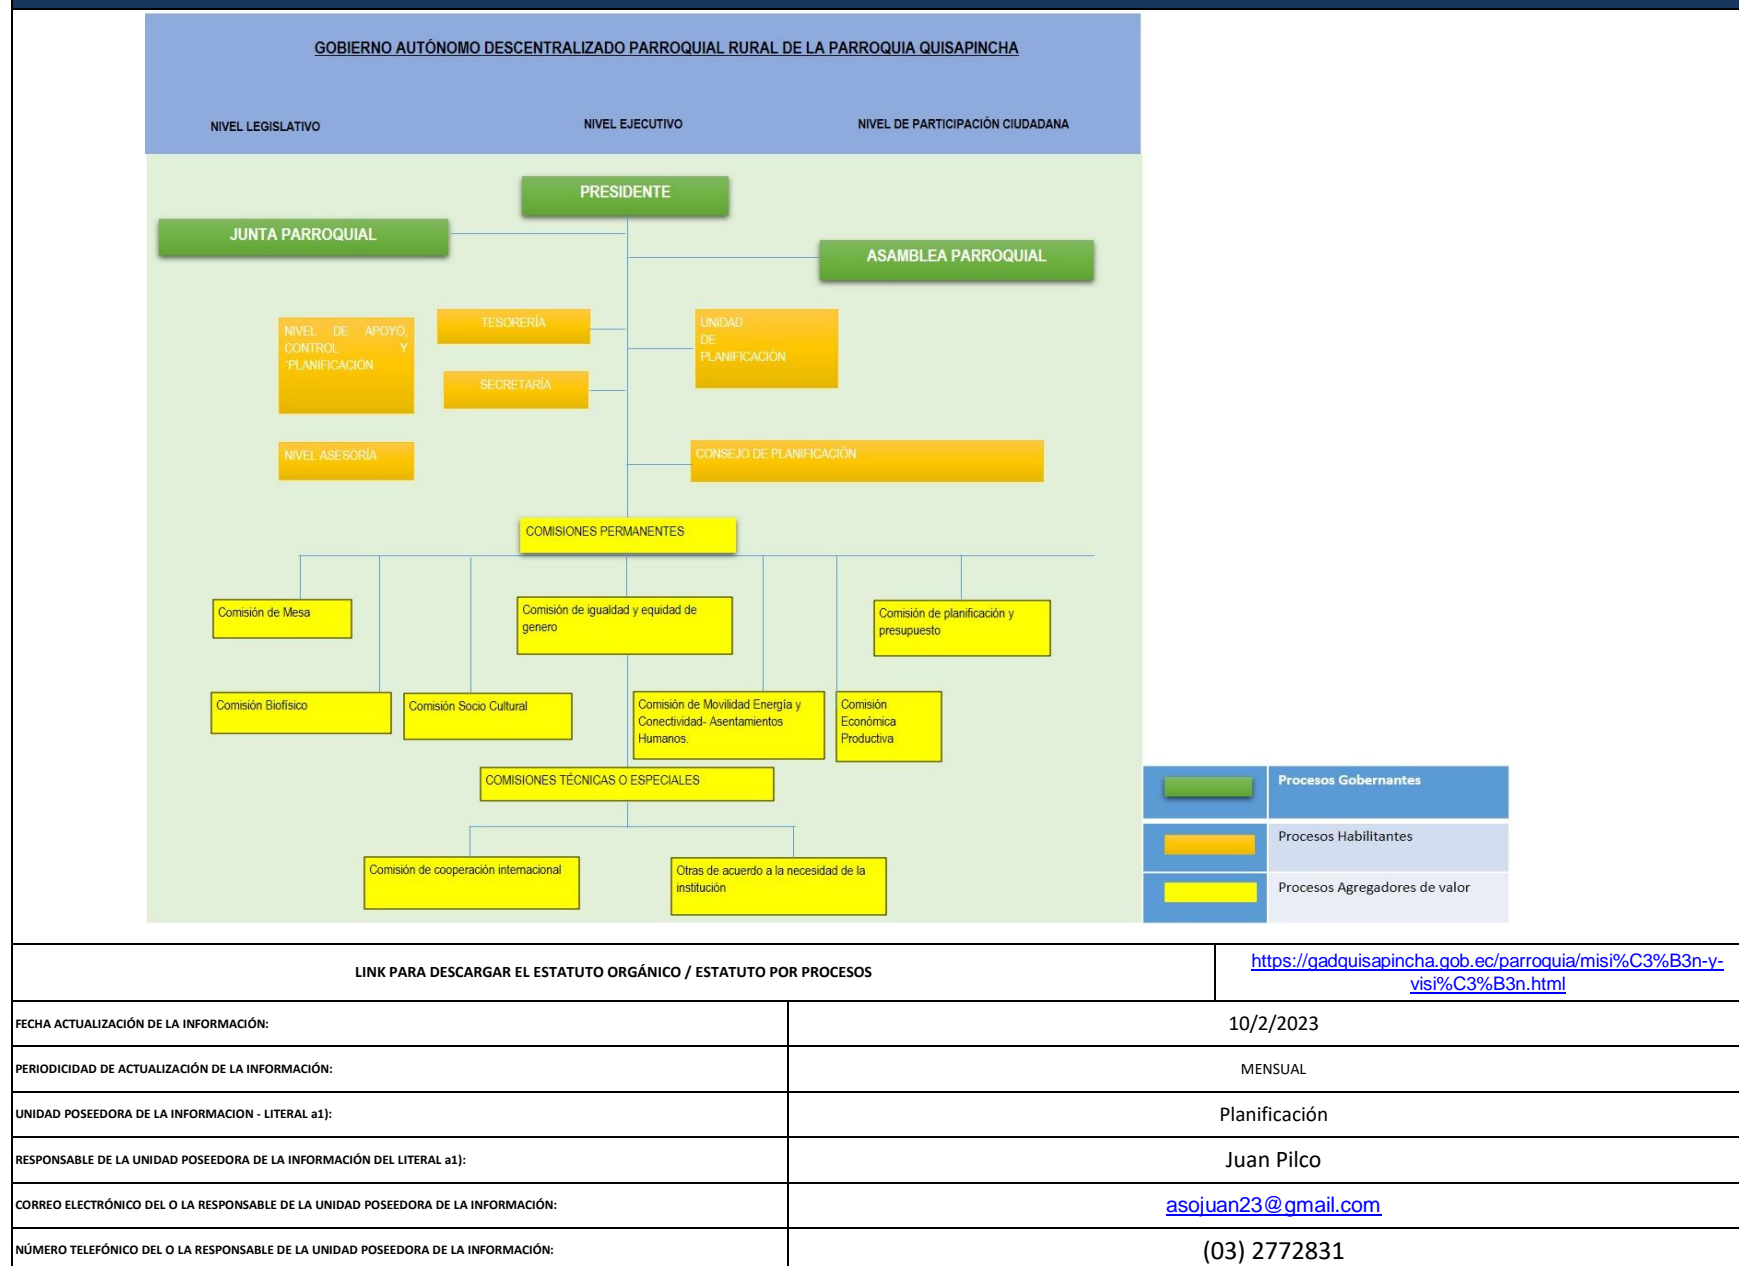 GOBIERNO AUTÓNOMO DESCENTRALIZADO PARROQUIAL RURAL DE LA PARROQUIA QUISAPINCHA
NIVEL LEGISLATIVO
NIVEL EJECUTIVO
NIVEL DE PARTICIPACIÓN CIUDADANA
PRESIDENTE
JUNTA PARROQUIAL
ASAMBLEA PARROQUIAL
NIVEL DE APOYO,
CONTROL Y
'PLANIFICACIÓN
TESORERÍA
UNIDAD
DE
PLANIFICACIÓN
SECRETARÍA
NIVEL ASESORÍA
CONSEJO DE PLANIFICACIÓN
COMISIONES PERMANENTES
Comisión de Mesa
Comisión de igualdad y equidad de
genero
Comisión de planificación y
presupuesto
Comisión Biofísico
Comisión Socio Cultural
Comisión de Movilidad Energía y
Conectividad- Asentamientos
Humanos.
Comisión
Económica
Productiva
COMISIONES TÉCNICAS O ESPECIALES
Comisión de cooperación internacional
Otras de acuerdo a la necesidad de la
institución
Procesos Gobernantes
Procesos Habilitantes
Procesos Agregadores de valor
LINK PARA DESCARGAR EL ESTATUTO ORGÁNICO / ESTATUTO POR PROCESOS
https://gadquisapincha.gob.ec/parroquia/misi%C3%B3n-y-
visi%C3%B3n.html
FECHA ACTUALIZACIÓN DE LA INFORMACIÓN:
10/2/2023
PERIODICIDAD DE ACTUALIZACIÓN DE LA INFORMACIÓN:
MENSUAL
UNIDAD POSEEDORA DE LA INFORMACION - LITERAL a1):
Planificación
RESPONSABLE DE LA UNIDAD POSEEDORA DE LA INFORMACIÓN DEL LITERAL a1):
Juan Pilco
CORREO ELECTRÓNICO DEL O LA RESPONSABLE DE LA UNIDAD POSEEDORA DE LA INFORMACIÓN:
asojuan23@gmail.com
NÚMERO TELEFÓNICO DEL O LA RESPONSABLE DE LA UNIDAD POSEEDORA DE LA INFORMACIÓN:
(03) 2772831